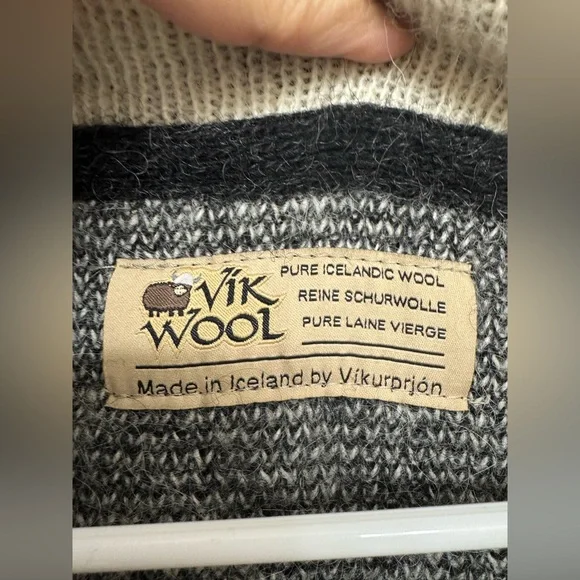 VÍK
WOOL
PURE ICELANDIC WOOL
REINE SCHURWOLLE
PURE LAINE VIERGE
Made in Iceland by Víkurprjón